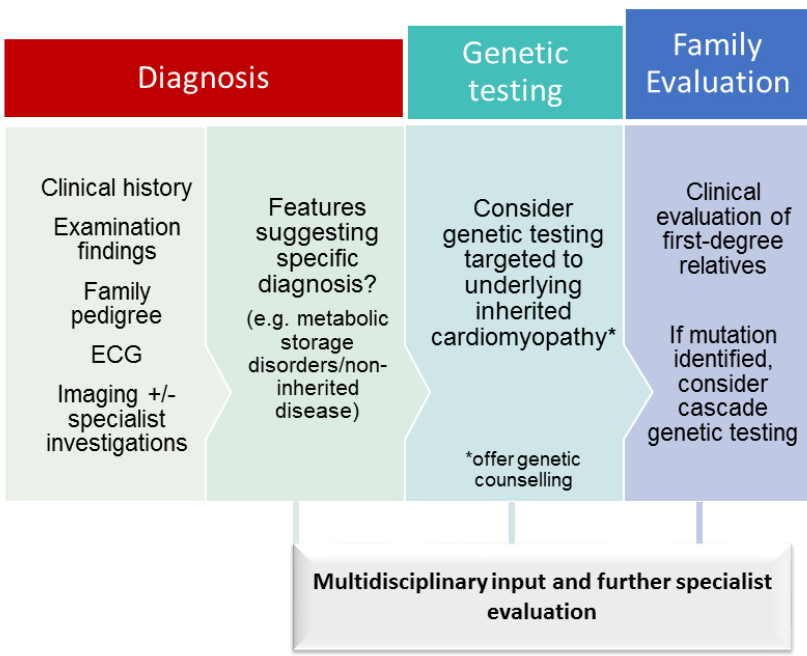 Diagnosis
Genetic
testing
Family
Evaluation
Clinical history
Examination
findings
Family
pedigree
ECG
Imaging +/-
specialist
investigations
Features
suggesting
specific
diagnosis?
(e.g. metabolic
storage
disorders/non-
inherited
disease)
Consider
genetic testing
targeted to
underlying
inherited
cardiomyopathy*
*offer genetic
counselling
Clinical
evaluation of
first-degree
relatives
If mutation
identified,
consider
cascade
genetic testing
Multidisciplinary input and further specialist
evaluation